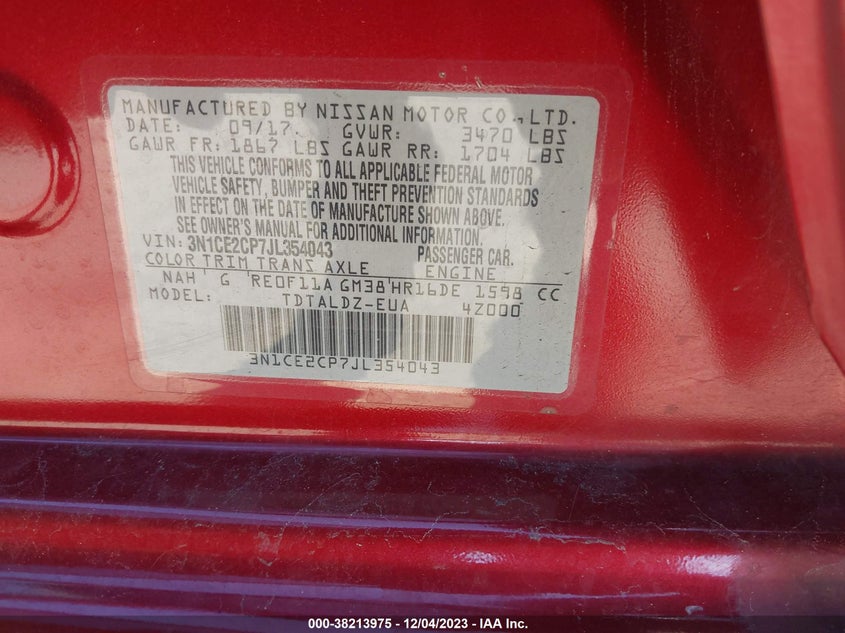 MANUFACTURED BY NISSAN MOTOR CO.,LTD.
DATE: 09/17 GVWR: 3470 LBS
GAWR FR: 1867 LBS GAWR RR: 1704 LBS
THIS VEHICLE CONFORMS TO ALL APPLICABLE FEDERAL MOTOR
VEHICLE SAFETY, BUMPER AND THEFT PREVENTION STANDARDS
IN EFFECT ON THE DATE OF MANUFACTURE SHOWN ABOVE.
SEE OWNER'S MANUAL FOR ADDITIONAL INFORMATION.
VIN: 3N1CE2CP7JL354043 PASSENGER CAR.
COLOR TRIM TRANS AXLE ENGINE
NAH G RE0F11A GM38 HR16DE 1598 CC
MODEL: TDTALDZ-EUA 4Z000
3N1CE2CP7JL354043
000-38213975 - 12/04/2023 - IAA Inc.